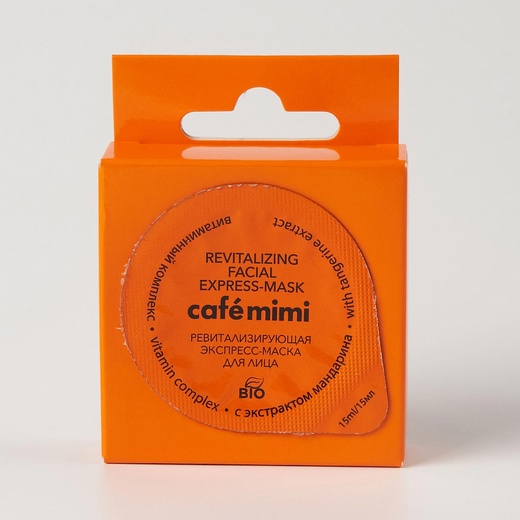 REVITALIZING
FACIAL
EXPRESS-MASK
café mimi
РЕВИТАЛИЗИРУЮЩАЯ
ЭКСПРЕСС-МАСКА
ДЛЯ ЛИЦА
BIO
витаминный комплекс • vitamin complex • с экстрактом мандарина • with tangerine extract
15ml/15мл